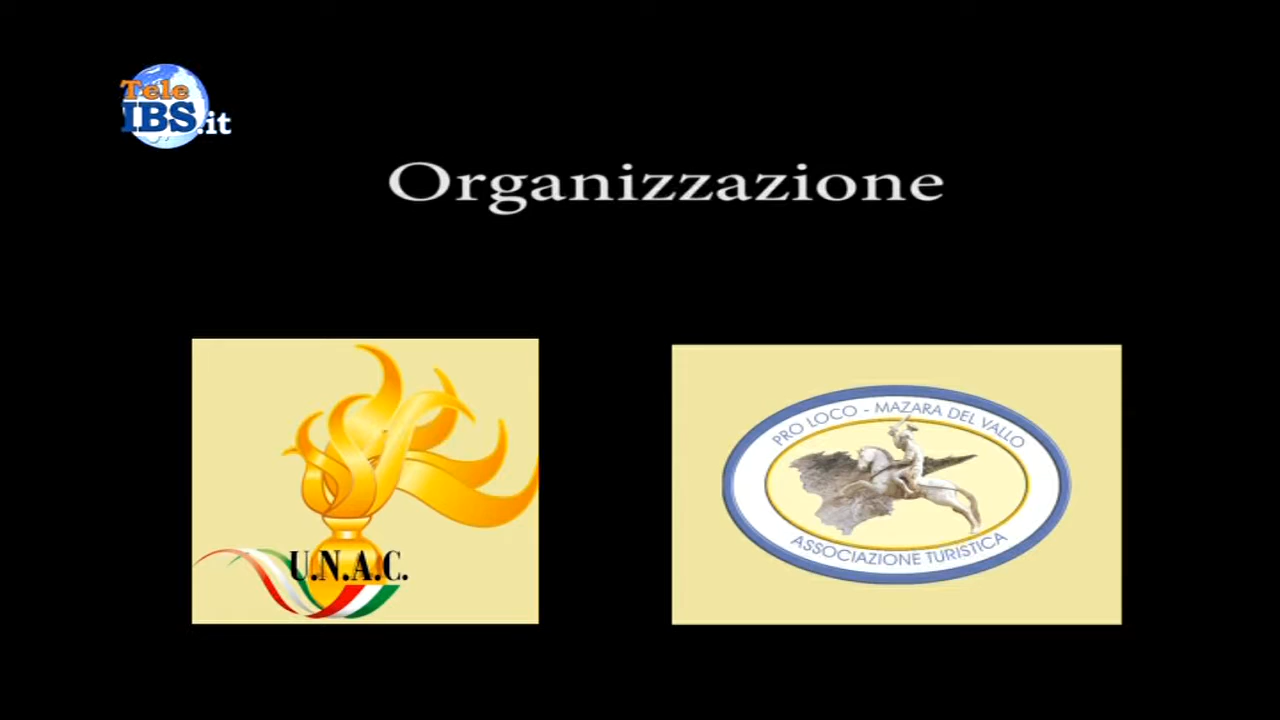 Tele
IBS.it
Organizzazione
U.N.A.C.
PRO LOCO - MAZARA DEL VALLO
ASSOCIAZIONE TURISTICA